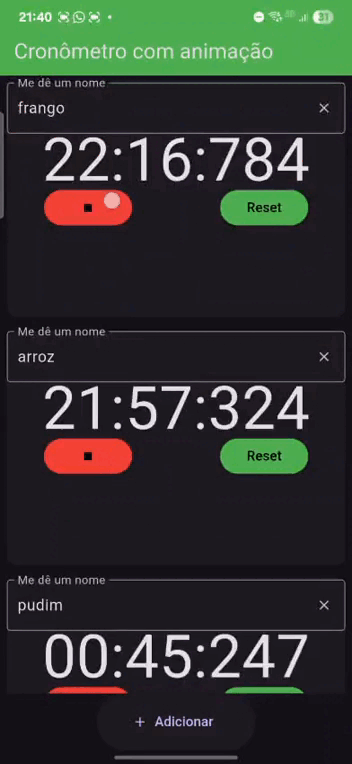 21:40
31
Cronômetro com animação
Me dê um nome
frango
22:16:784
Reset
Me dê um nome
arroz
21:57:324
Reset
Me dê um nome
pudim
00:45:247
+ Adicionar